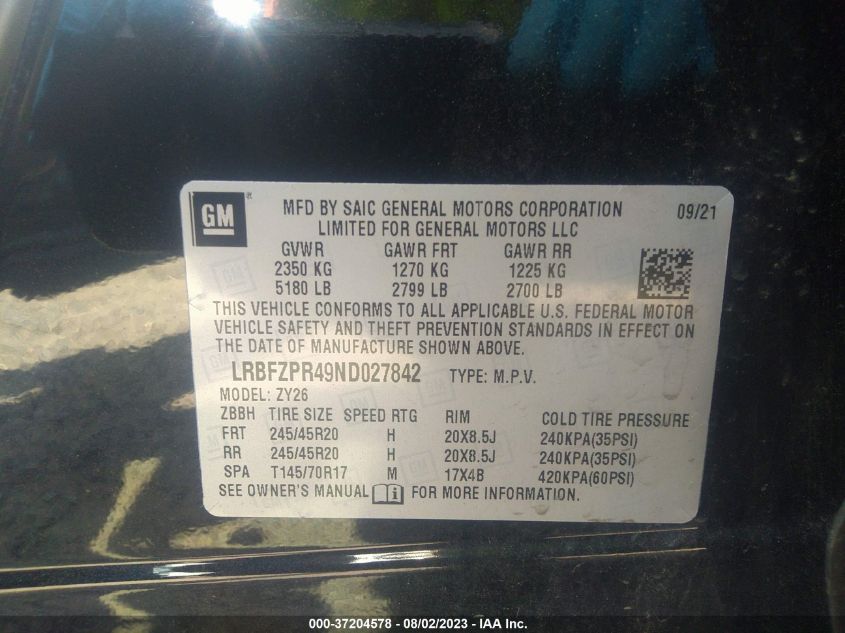 GM ®
MFD BY SAIC GENERAL MOTORS CORPORATION 09/21
LIMITED FOR GENERAL MOTORS LLC
GVWR GAWR FRT GAWR RR
2350 KG 1270 KG 1225 KG
5180 LB 2799 LB 2700 LB
THIS VEHICLE CONFORMS TO ALL APPLICABLE U.S. FEDERAL MOTOR
VEHICLE SAFETY AND THEFT PREVENTION STANDARDS IN EFFECT ON
THE DATE OF MANUFACTURE SHOWN ABOVE.
LRBFZPR49ND027842 TYPE: M.P.V.
MODEL: ZY26
ZBBH TIRE SIZE SPEED RTG RIM COLD TIRE PRESSURE
FRT 245/45R20 H 20X8.5J 240KPA(35PSI)
RR 245/45R20 H 20X8.5J 240KPA(35PSI)
SPA T145/70R17 M 17X4B 420KPA(60PSI)
SEE OWNER'S MANUAL i FOR MORE INFORMATION.
000-37204578 - 08/02/2023 - IAA Inc.